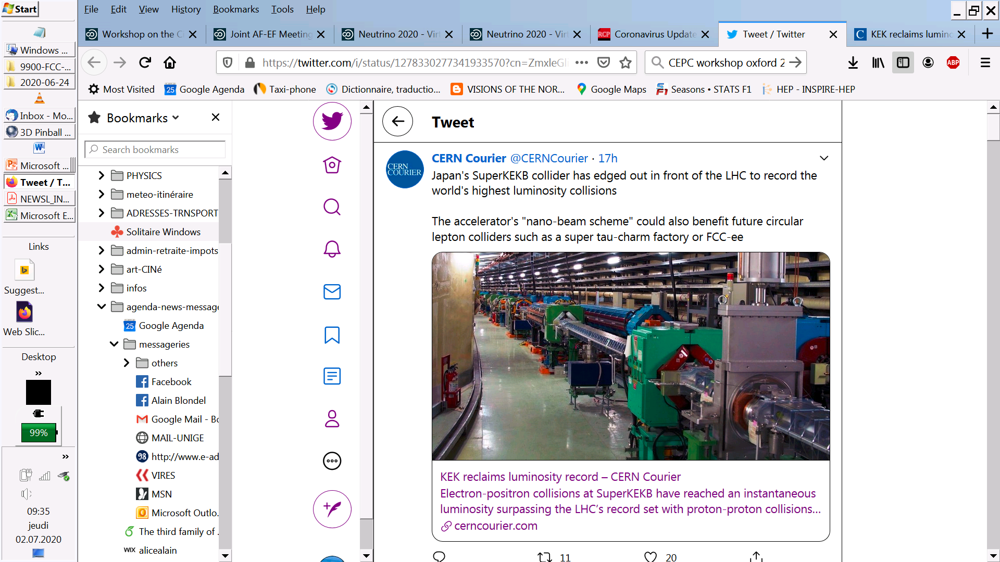 Start
Windows ...
9900-FCC-...
2020-06-24
Inbox - Mo...
3D Pinball ...
Microsoft ...
Tweet / T...
NEWSL_IN...
Microsoft E...
Links
Suggest...
Web Slic...
Desktop
»
99%
»
09:35
jeudi
02.07.2020
File Edit View History Bookmarks Tools Help
Workshop on the C
Joint AF-EF Meeting
Neutrino 2020 - Virt
Neutrino 2020 - Virt
RCP Coronavirus Update
Tweet / Twitter
C KEK reclaims lumino
https://twitter.com/i/status/1278330277341933570?cn=ZmxleGli
CEPC workshop oxford 2
ABP
Most Visited
25 Google Agenda
Taxi-phone
Dictionnaire, traductio...
VISIONS OF THE NOR...
Google Maps
Seasons • STATS F1
HEP - INSPIRE-HEP
Bookmarks
Search bookmarks
PHYSICS
meteo-itinéraire
ADRESSES-TRNSPORT
Solitaire Windows
admin-retraite-impots
art-CINé
infos
agenda-news-message
25 Google Agenda
messageries
others
Facebook
Alain Blondel
Google Mail - Bo
MAIL-UNIGE
98 http://www.e-ad
VIRES
MSN
Microsoft Outlo.
The third family of .
WIX alicealain
Tweet
CERN COURIER
CERN Courier @CERNCourier · 17h
Japan's SuperKEKB collider has edged out in front of the LHC to record the
world's highest luminosity collisions
The accelerator's "nano-beam scheme" could also benefit future circular
lepton colliders such as a super tau-charm factory or FCC-ee
KEK reclaims luminosity record – CERN Courier
Electron-positron collisions at SuperKEKB have reached an instantaneous
luminosity surpassing the LHC’s record set with proton-proton collisions...
cerncourier.com
11 20